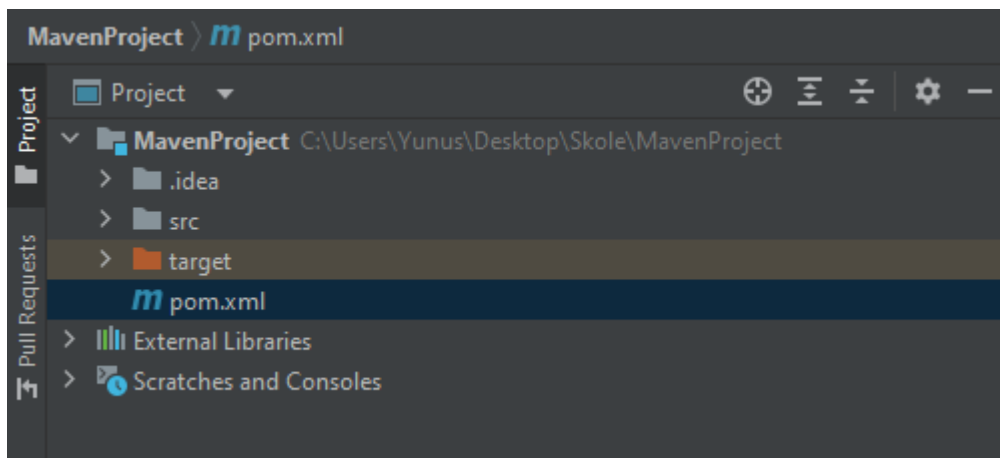 MavenProject 〉 m pom.xml
Project
Project
MavenProject C:\Users\Yunus\Desktop\Skole\MavenProject
.idea
src
target
m pom.xml
External Libraries
Scratches and Consoles
Pull Requests